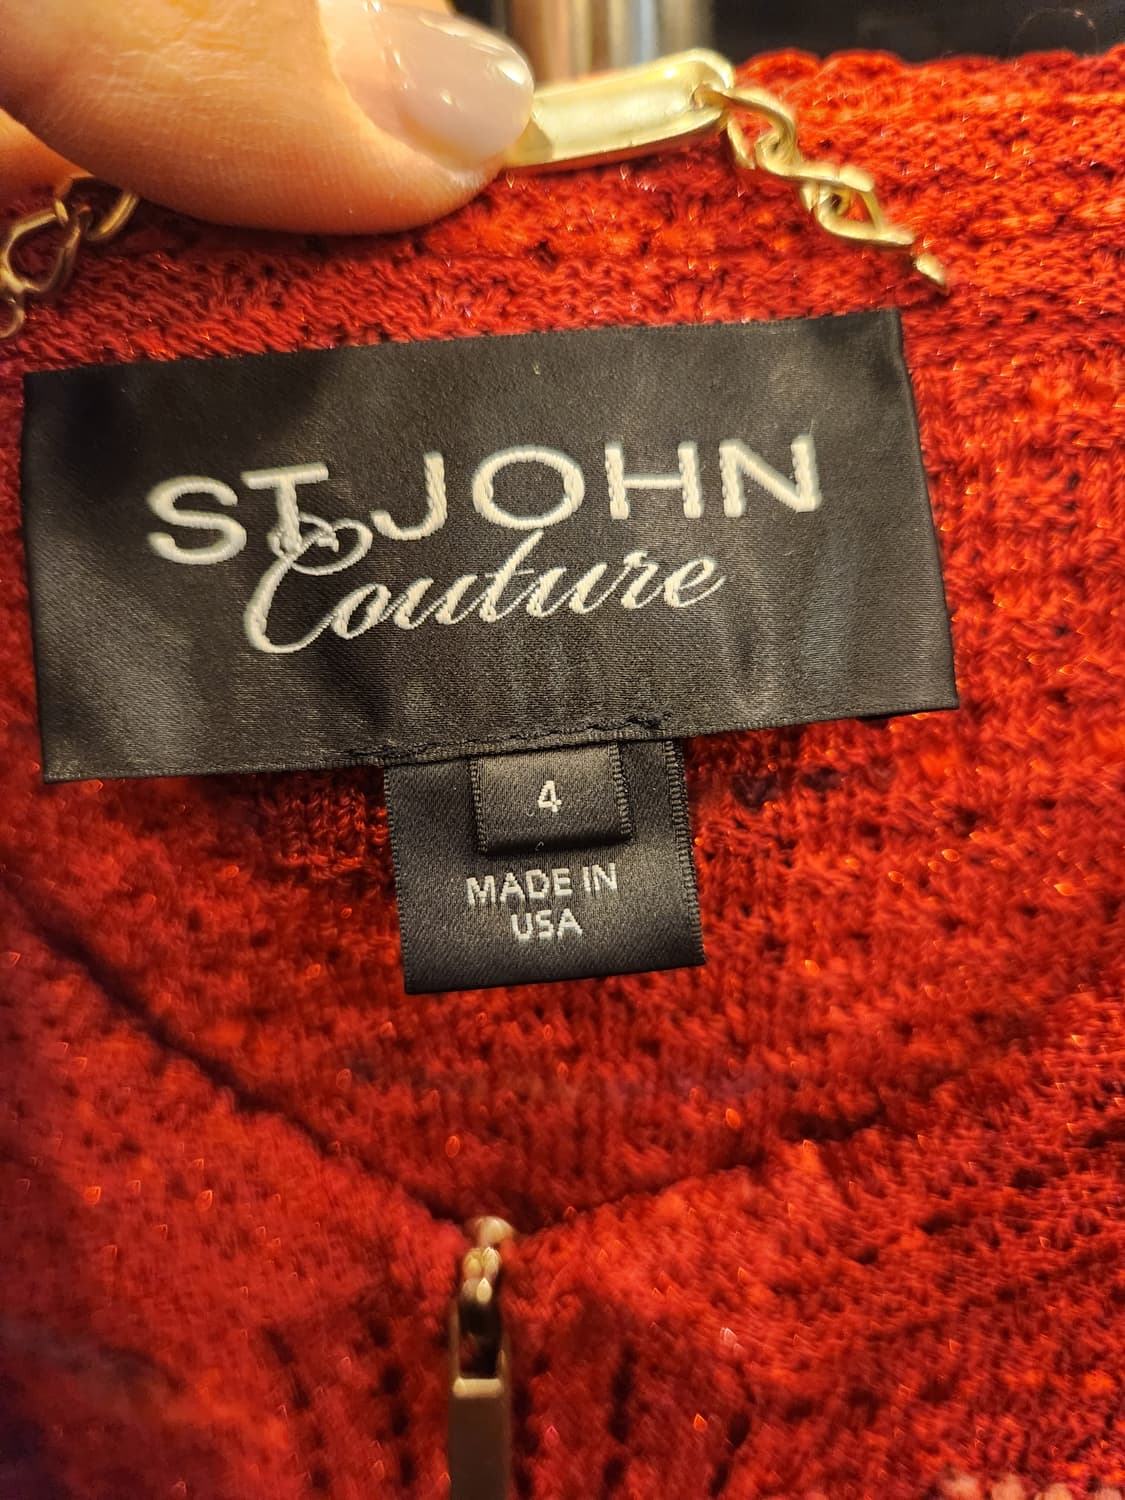 ST. JOHN
Couture
4
MADE IN
USA